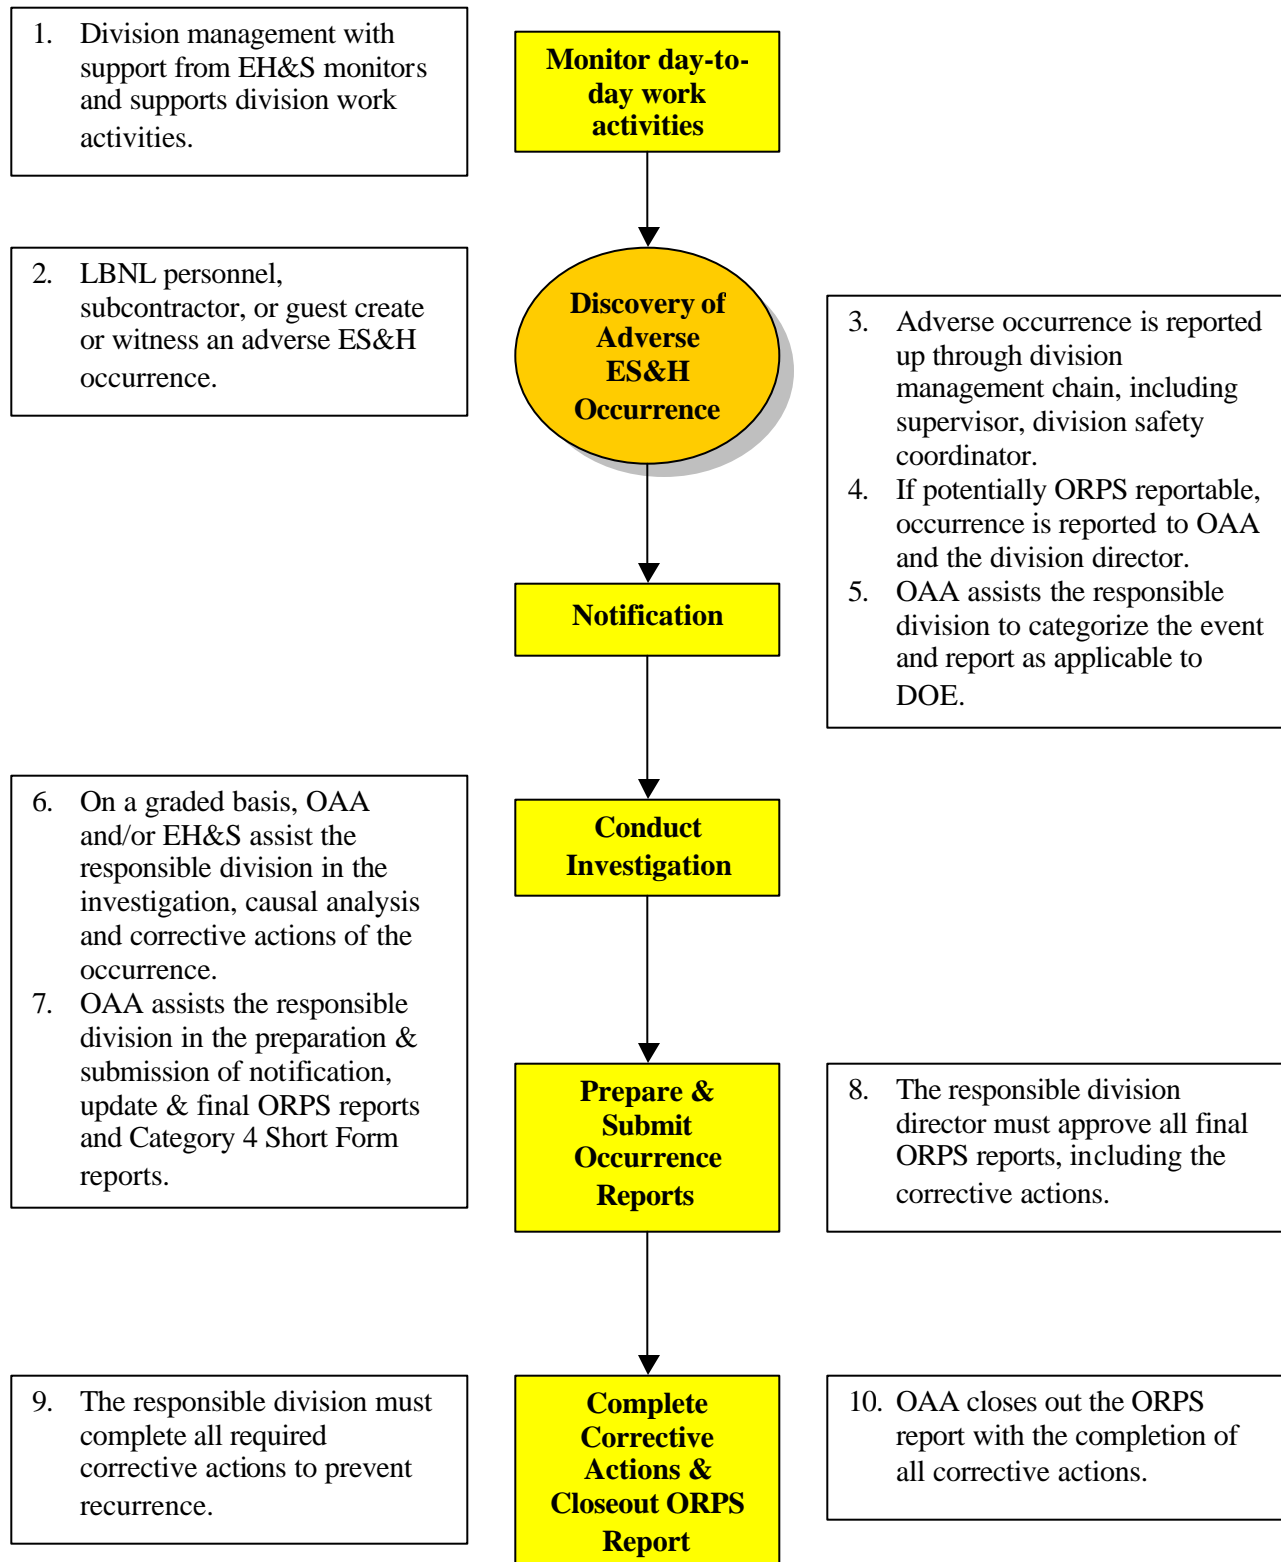 1. Division management with
support from EH&S monitors
and supports division work
activities.
Monitor day-to-
day work
activities
2. LBNL personnel,
subcontractor, or guest create
or witness an adverse ES&H
occurrence.
Discovery of
Adverse
ES&H
Occurrence
3. Adverse occurrence is reported
up through division
management chain, including
supervisor, division safety
coordinator.
4. If potentially ORPS reportable,
occurrence is reported to OAA
and the division director.
5. OAA assists the responsible
division to categorize the event
and report as applicable to
DOE.
Notification
6. On a graded basis, OAA
and/or EH&S assist the
responsible division in the
investigation, causal analysis
and corrective actions of the
occurrence.
7. OAA assists the responsible
division in the preparation &
submission of notification,
update & final ORPS reports
and Category 4 Short Form
reports.
Conduct
Investigation
Prepare &
Submit
Occurrence
Reports
8. The responsible division
director must approve all final
ORPS reports, including the
corrective actions.
9. The responsible division must
complete all required
corrective actions to prevent
recurrence.
Complete
Corrective
Actions &
Closeout ORPS
Report
10. OAA closes out the ORPS
report with the completion of
all corrective actions.